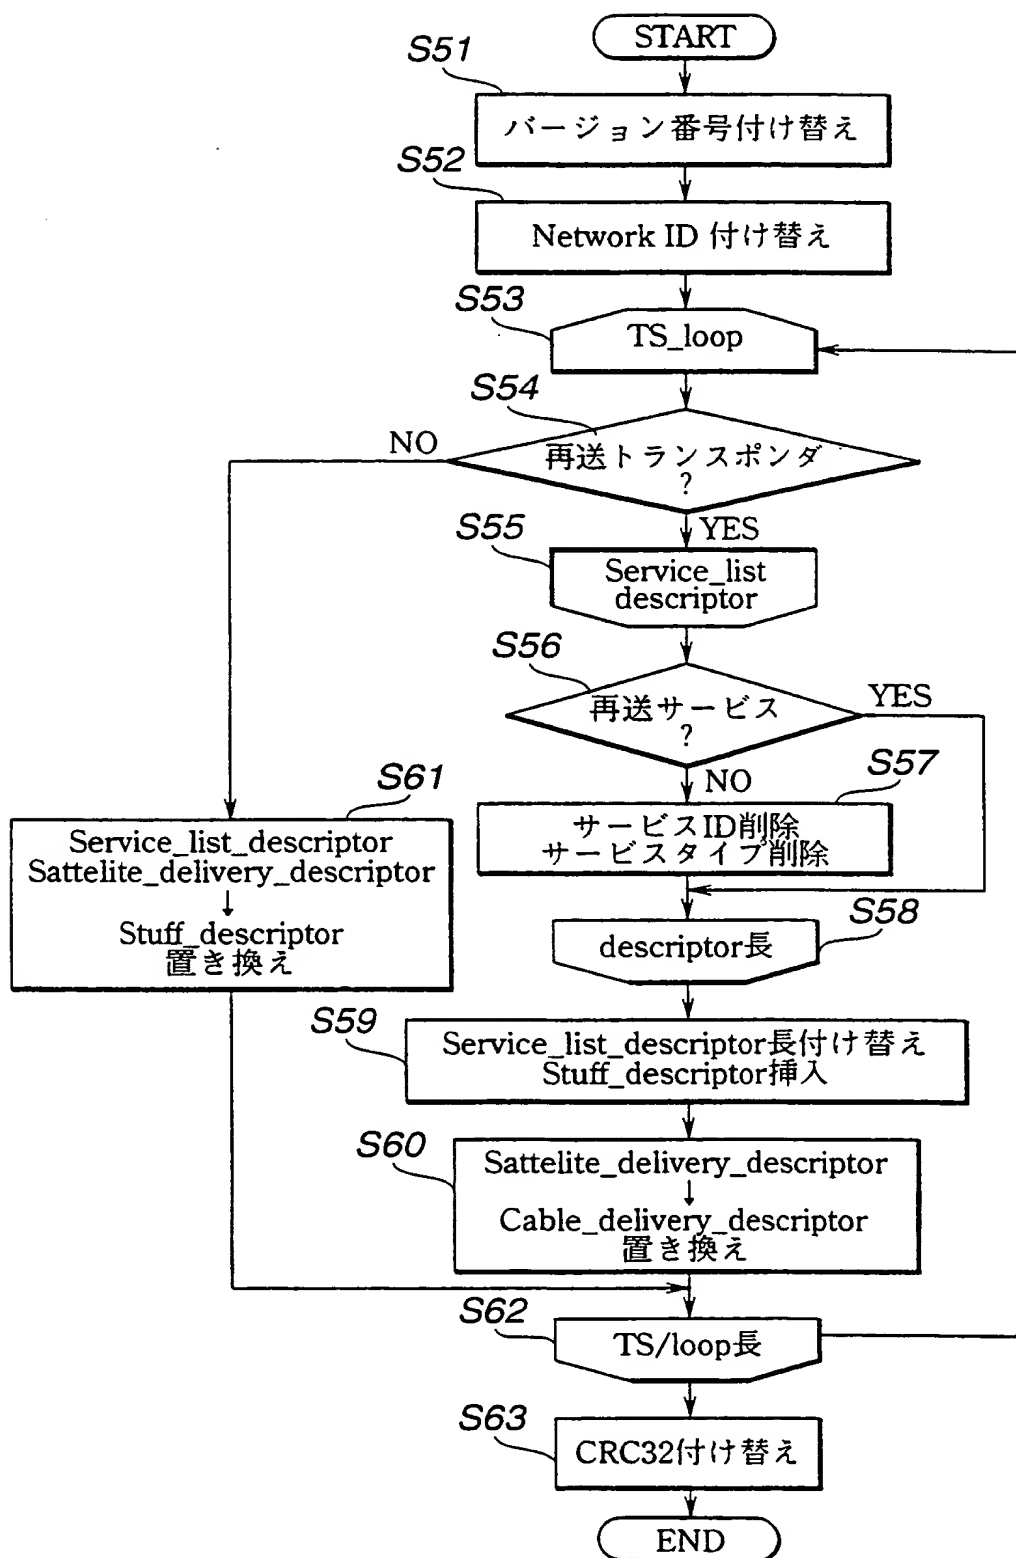 START
S51
バージョン番号付け替え
S52
Network ID 付け替え
S53
TS_loop
S54
再送トランスポンダ
?
NO
YES
S55
Service_list
descriptor
S56
再送サービス
?
YES
NO
S57
サービスID削除
サービスタイプ削除
S61
Service_list_descriptor
Sattelite_delivery_descriptor
Stuff_descriptor
置き換え
S58
descriptor長
S59
Service_list_descriptor長付け替え
Stuff_descriptor挿入
S60
Sattelite_delivery_descriptor
Cable_delivery_descriptor
置き換え
S62
TS/loop長
S63
CRC32付け替え
END